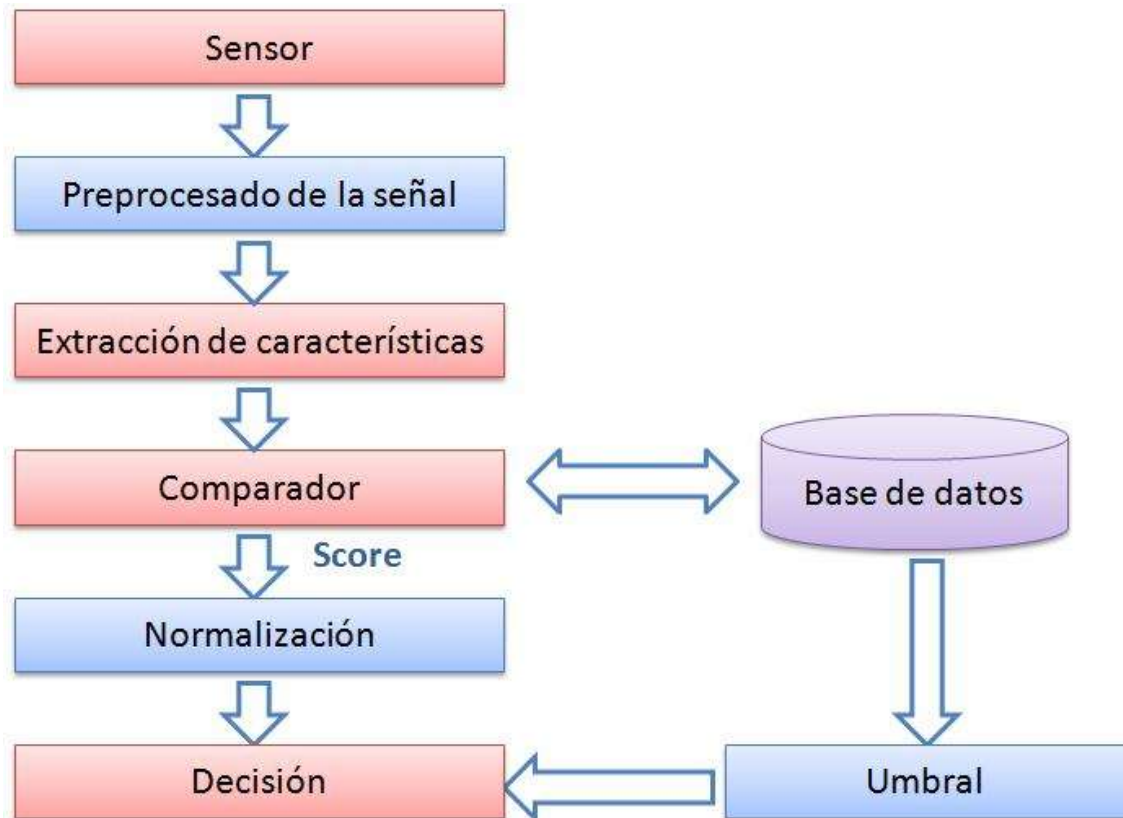 Sensor
Preprocesado de la señal
Extracción de características
Comparador
Base de datos
Score
Normalización
Decisión
Umbral